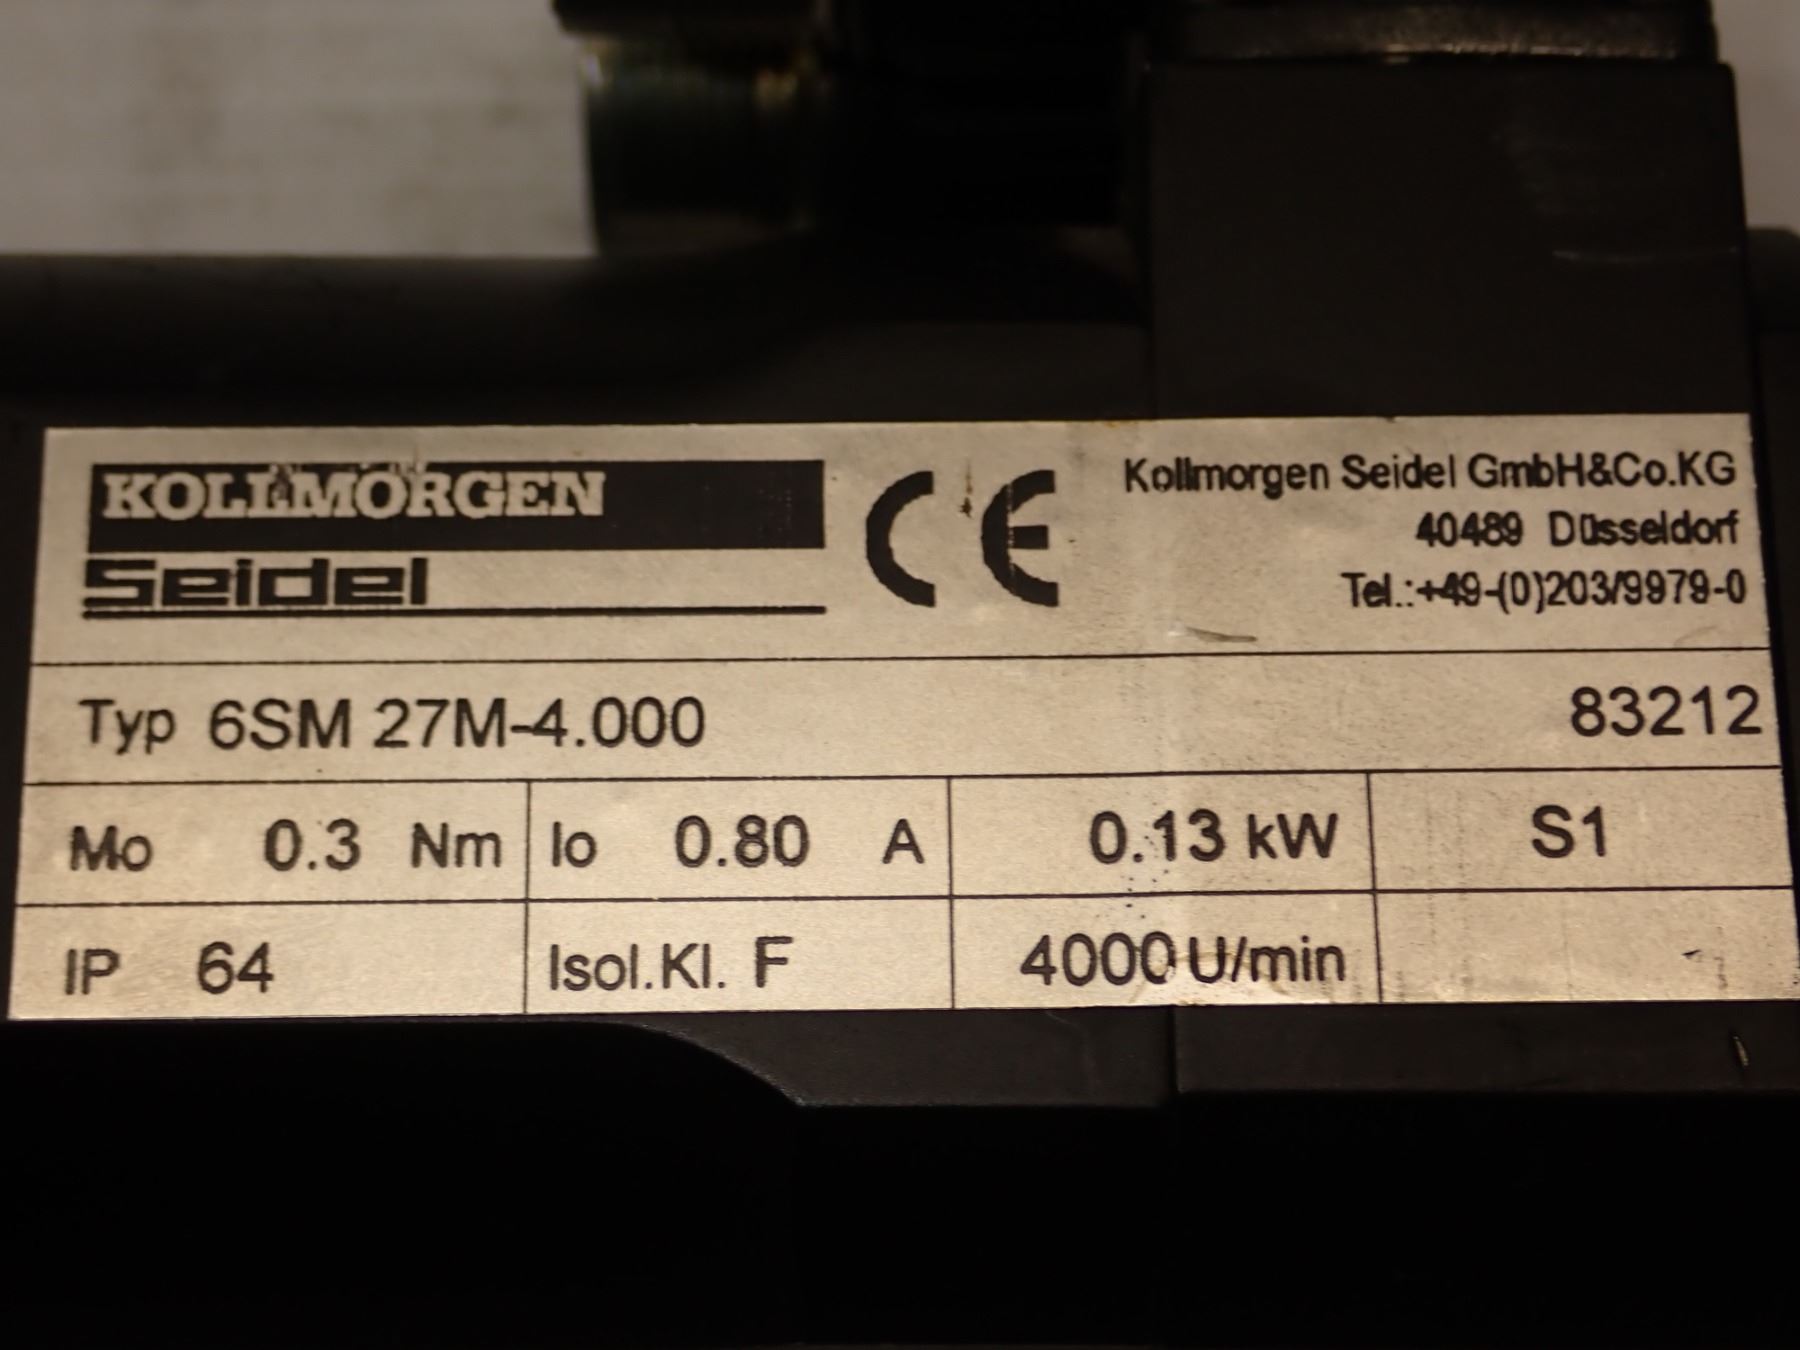 KOLLMORGEN
Seidel
CE
Kollmorgen Seidel GmbH&Co.KG
40489 Düsseldorf
Tel.:+49-(0)203/9979-0
Typ 6SM 27M-4.000 83212
Mo 0.3 Nm Io 0.80 A 0.13 kW S1
IP 64 Isol.Kl. F 4000 U/min